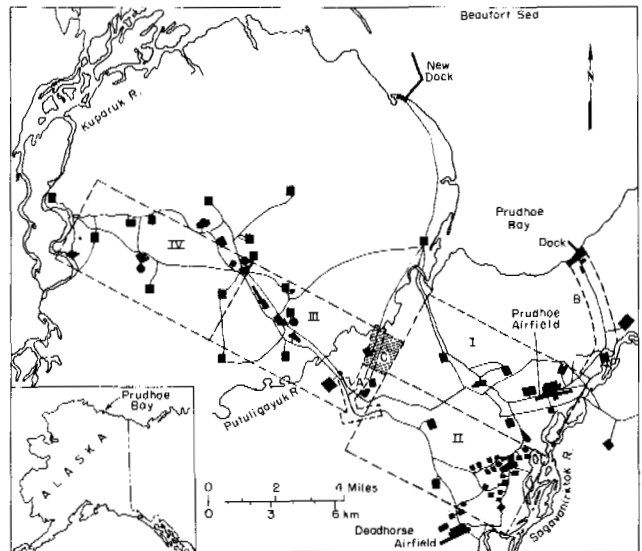 Beaufort Sea
New
Dock
N
Kuparuk R.
Prudhoe
Bay
Dock
IV
B
III
Prudhoe
Airfield
I
C
A
Putuligayuk R.
II
Prudhoe
Bay
ALASKA
0 2 4 Miles
0 3 6 km
Sagavanirktok R.
Deadhorse
Airfield